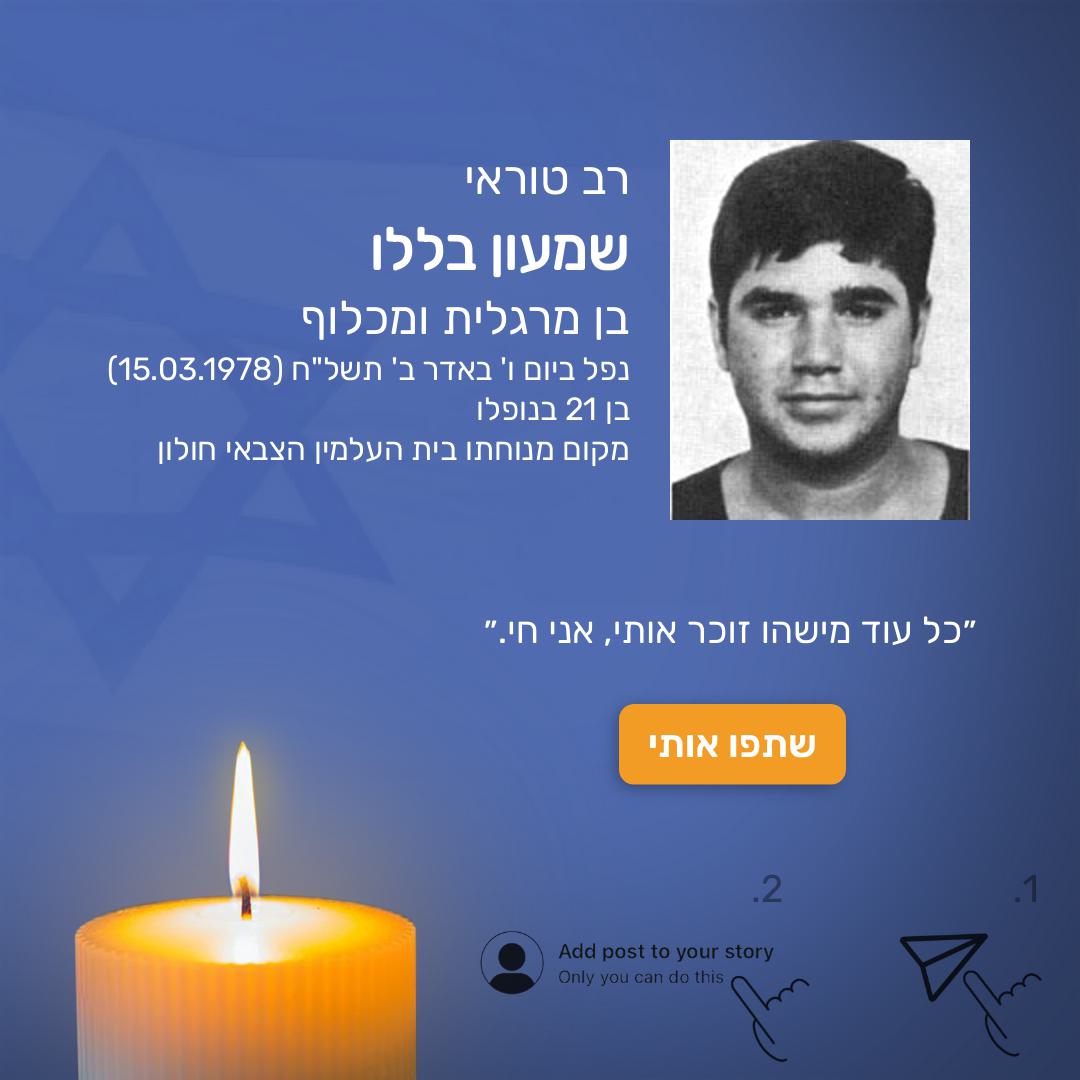 רב טוראי
שמעון בללו
בן מרגלית ומכלוף
נפל ביום ו' באדר ב' תשל"ח (15.03.1978)
בן 21 בנופלו
מקום מנוחתו בית העלמין הצבאי חולון
״כל עוד מישהו זוכר אותי, אני חי.״
שתפו אותי
1.
2.
Add post to your story
Only you can do this